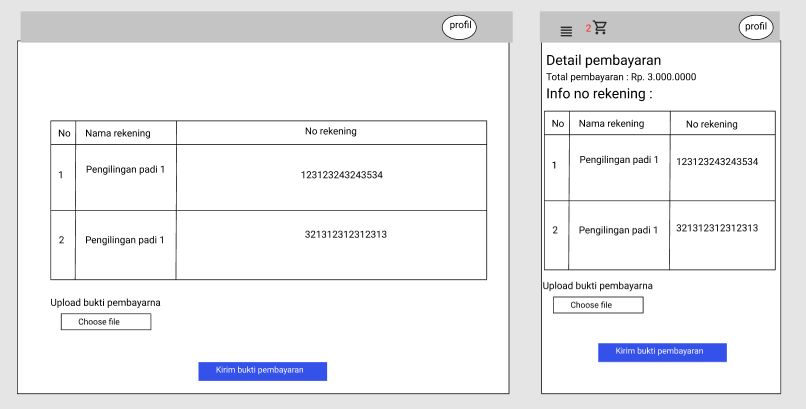 profil
No Nama rekening No rekening
1 Pengilingan padi 1 123123243243534
2 Pengilingan padi 1 321312312312313
Upload bukti pembayarna
Choose file
Kirim bukti pembayaran
2 profil
Detail pembayaran
Total pembayaran : Rp. 3.000.0000
Info no rekening :
No Nama rekening No rekening
1 Pengilingan padi 1 123123243243534
2 Pengilingan padi 1 321312312312313
Upload bukti pembayarna
Choose file
Kirim bukti pembayaran